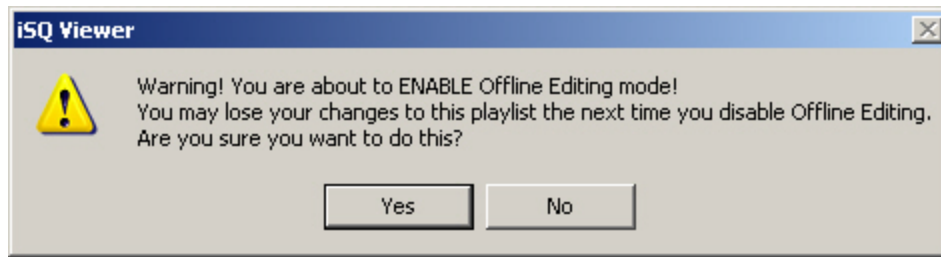 iSQ Viewer
Warning! You are about to ENABLE Offline Editing mode!
You may lose your changes to this playlist the next time you disable Offline Editing.
Are you sure you want to do this?
Yes
No